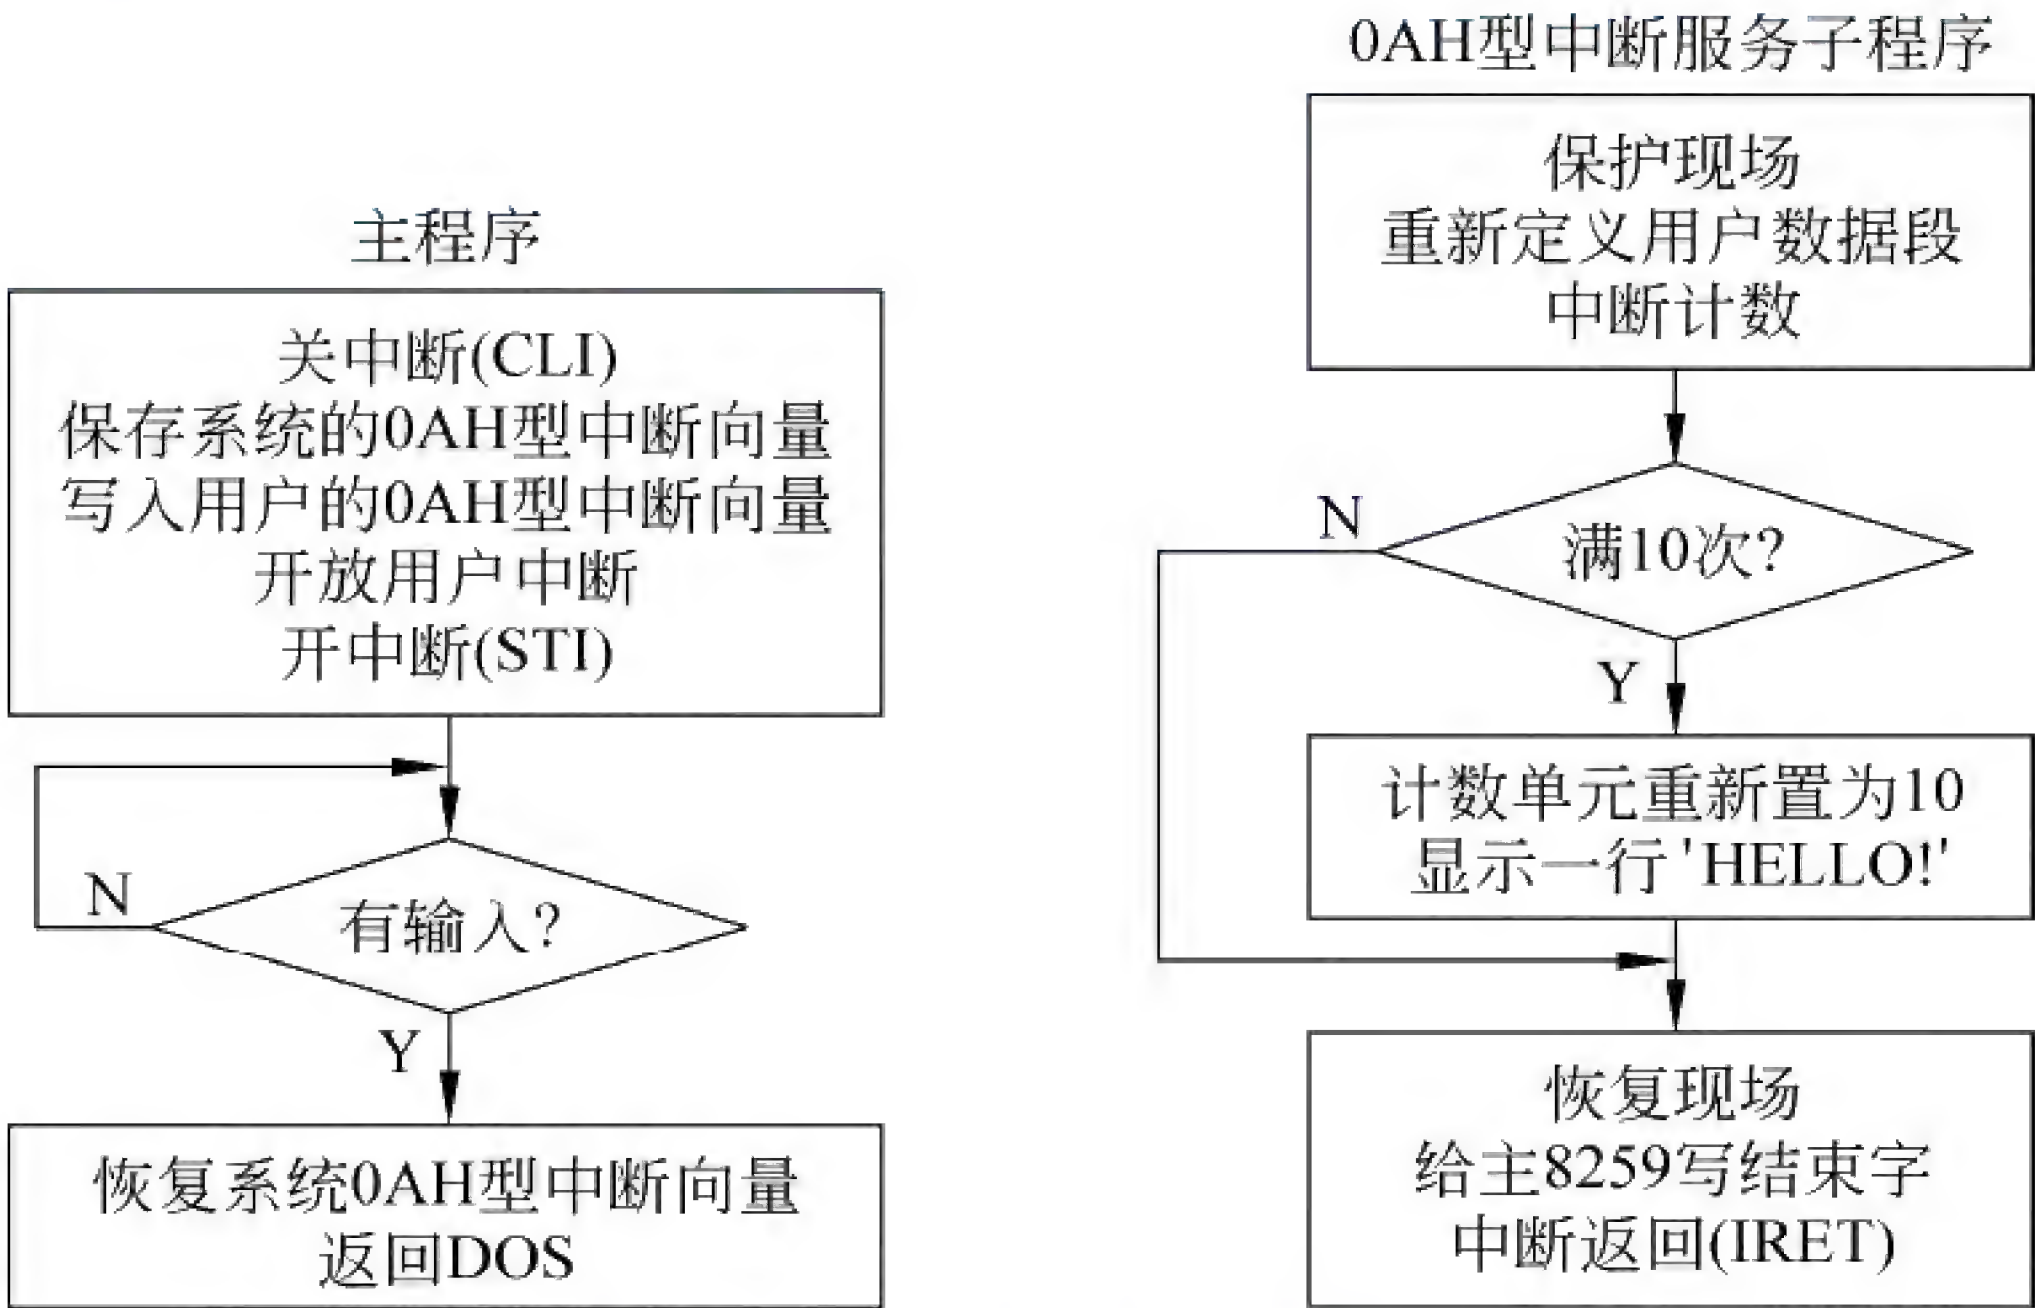 主程序
关中断(CLI)
保存系统的0AH型中断向量
写入用户的0AH型中断向量
开放用户中断
开中断(STI)
N
有输入?
Y
恢复系统0AH型中断向量
返回DOS
0AH型中断服务子程序
保护现场
重新定义用户数据段
中断计数
N
满10次?
Y
计数单元重新置为10
显示一行'HELLO!'
恢复现场
给主8259写结束字
中断返回(IRET)